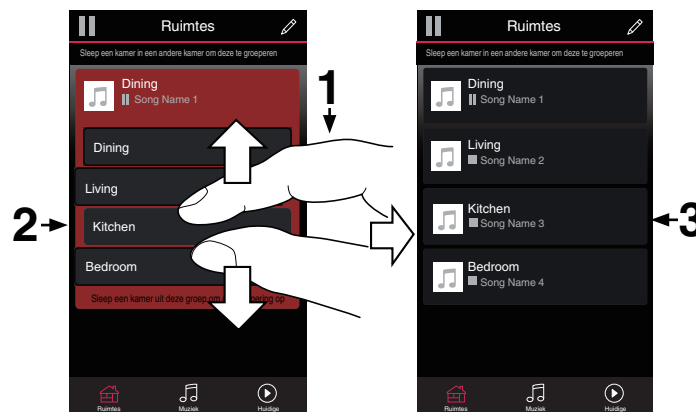 Ruimtes
Sleep een kamer in een andere kamer om deze te groeperen
Dining
Song Name 1
Dining
Living
Kitchen
Bedroom
Sleep een kamer uit deze groep om de groepering op
Ruimtes
Muziek
Huidige
1
2
Ruimtes
Sleep een kamer in een andere kamer om deze te groeperen
Dining
Song Name 1
Living
Song Name 2
Kitchen
Song Name 3
Bedroom
Song Name 4
Ruimtes
Muziek
Huidige
3